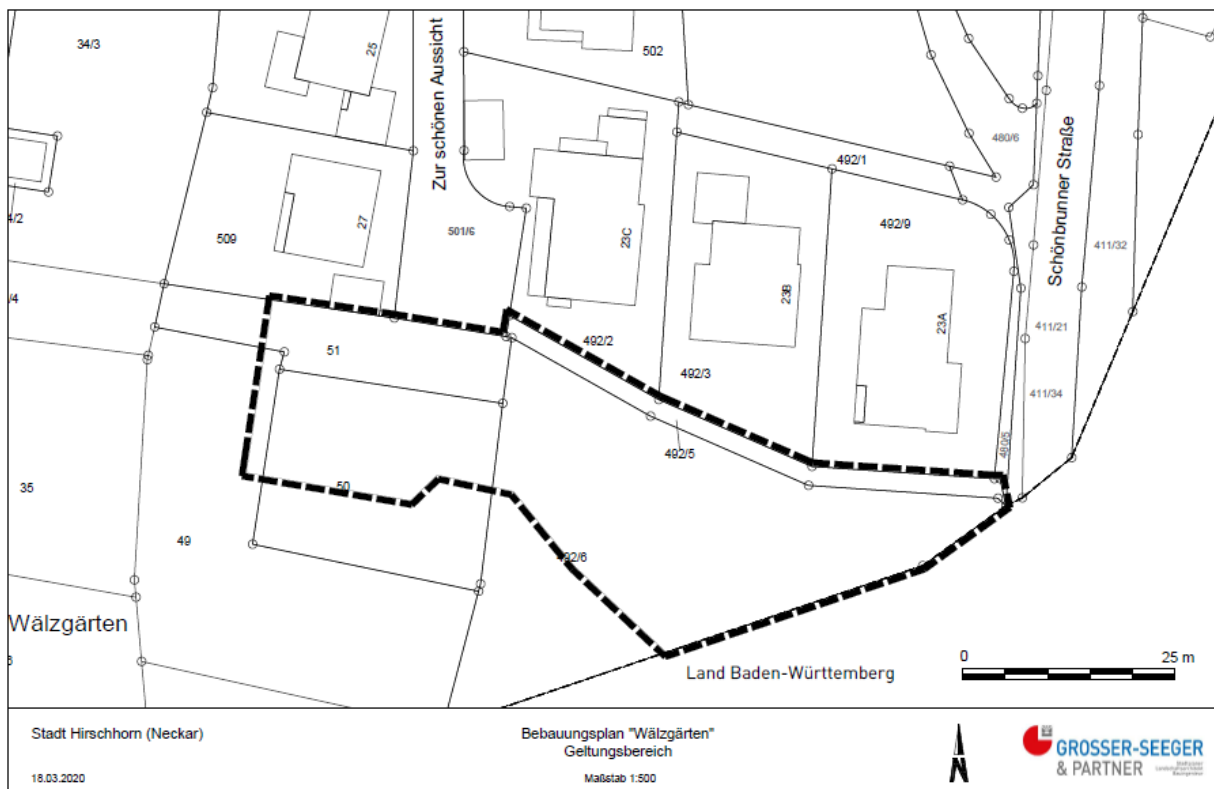 34/3
25
Zur schönen Aussicht
502
480/6
492/1
Schönbrunner Straße
4/2
509
27
501/6
23C
492/9
411/32
23B
/4
23A
51
492/2
411/21
492/3
411/34
480/5
492/5
35
50
49
492/6
Wälzgärten
Land Baden-Württemberg
0
25 m
Stadt Hirschhorn (Neckar)
18.03.2020
Bebauungsplan "Wälzgärten"
Geltungsbereich
Maßstab 1:500
N
GROSSER-SEEGER
& PARTNER